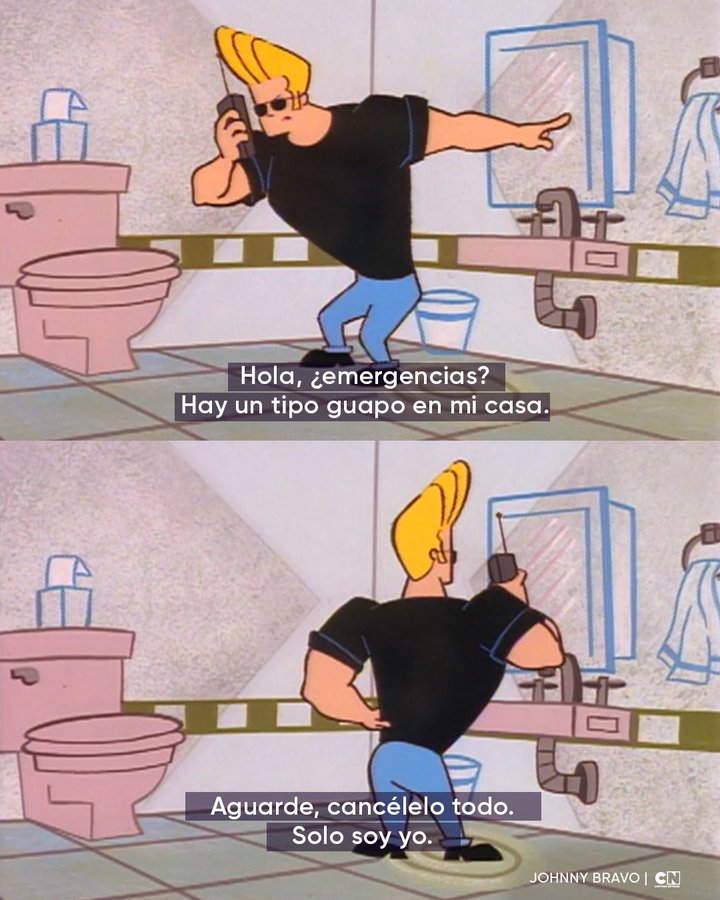 Hola, ¿emergencias?
Hay un tipo guapo en mi casa.
Aguarde, cancélelo todo.
Solo soy yo.
JOHNNY BRAVO | CN